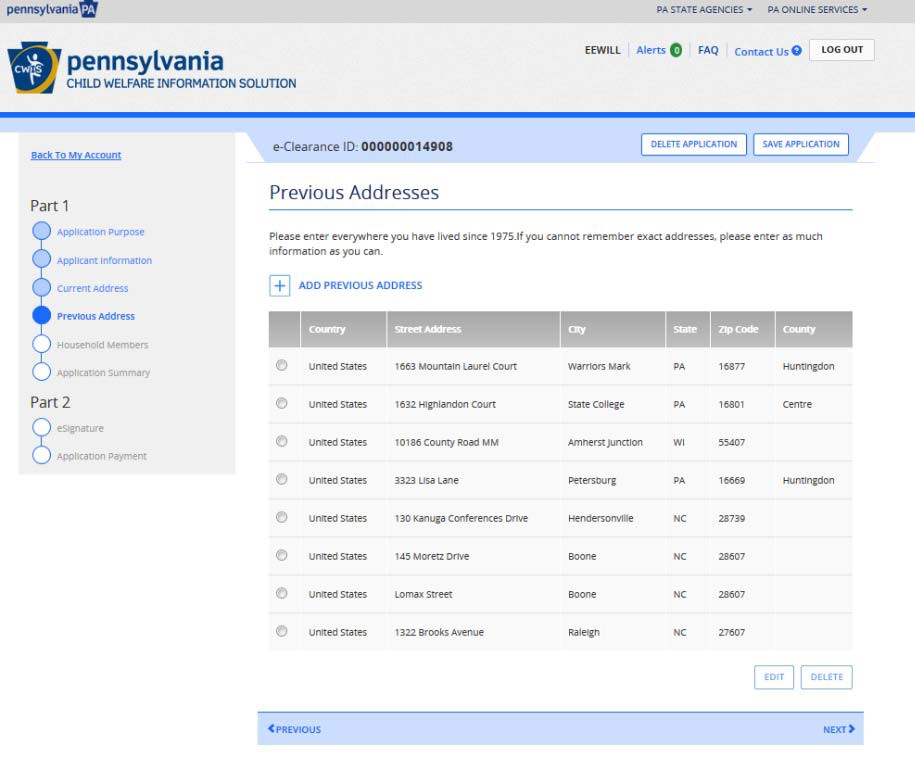 pennsylvania PA
PA STATE AGENCIES PA ONLINE SERVICES
EEWILL Alerts 0 FAQ Contact Us ? LOG OUT
CWIS
pennsylvania
CHILD WELFARE INFORMATION SOLUTION
Back To My Account
Part 1
Application Purpose
Applicant Information
Current Address
Previous Address
Household Members
Application Summary
Part 2
eSignature
Application Payment
e-Clearance ID: 000000014908
DELETE APPLICATION SAVE APPLICATION
Previous Addresses
Please enter everywhere you have lived since 1975.If you cannot remember exact addresses, please enter as much
information as you can.
+ ADD PREVIOUS ADDRESS
Country Street Address City State Zip Code County
United States 1663 Mountain Laurel Court Warriors Mark PA 16877 Huntingdon
United States 1632 Highlandon Court State College PA 16801 Centre
United States 10186 County Road MM Amherst Junction WI 55407
United States 3323 Lisa Lane Petersburg PA 16669 Huntingdon
United States 130 Kanuga Conferences Drive Hendersonville NC 28739
United States 145 Moretz Drive Boone NC 28607
United States Lomax Street Boone NC 28607
United States 1322 Brooks Avenue Raleigh NC 27607
EDIT DELETE
PREVIOUS NEXT